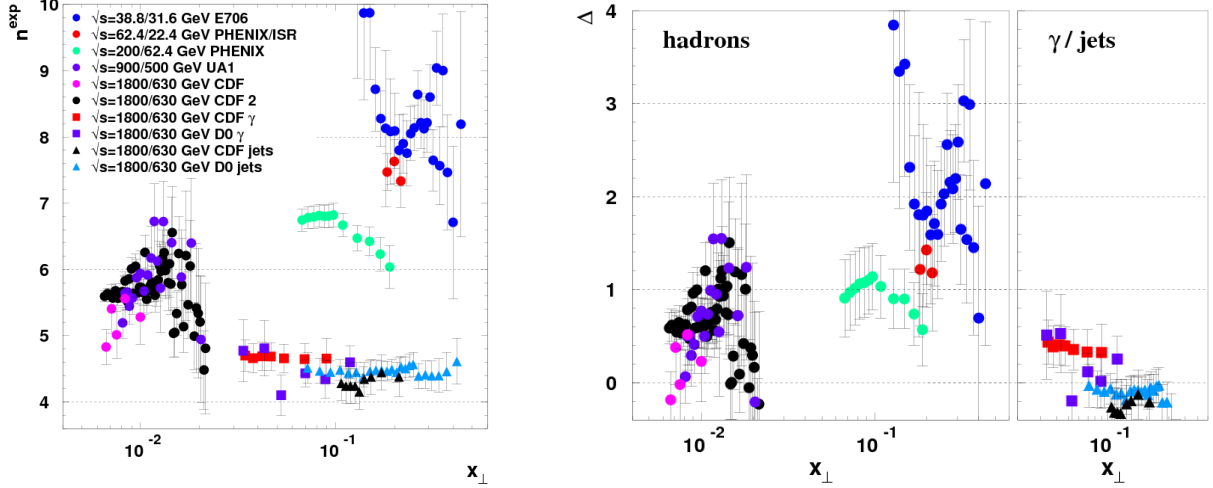 n^exp
10
9
8
7
6
5
4
10^-2
10^-1
x⊥
√s=38.8/31.6 GeV E706
√s=62.4/22.4 GeV PHENIX/ISR
√s=200/62.4 GeV PHENIX
√s=900/500 GeV UA1
√s=1800/630 GeV CDF
√s=1800/630 GeV CDF 2
√s=1800/630 GeV CDF γ
√s=1800/630 GeV D0 γ
√s=1800/630 GeV CDF jets
√s=1800/630 GeV D0 jets
Δ
4
3
2
1
0
hadrons
10^-2
10^-1
x⊥
γ / jets
10^-1
x⊥